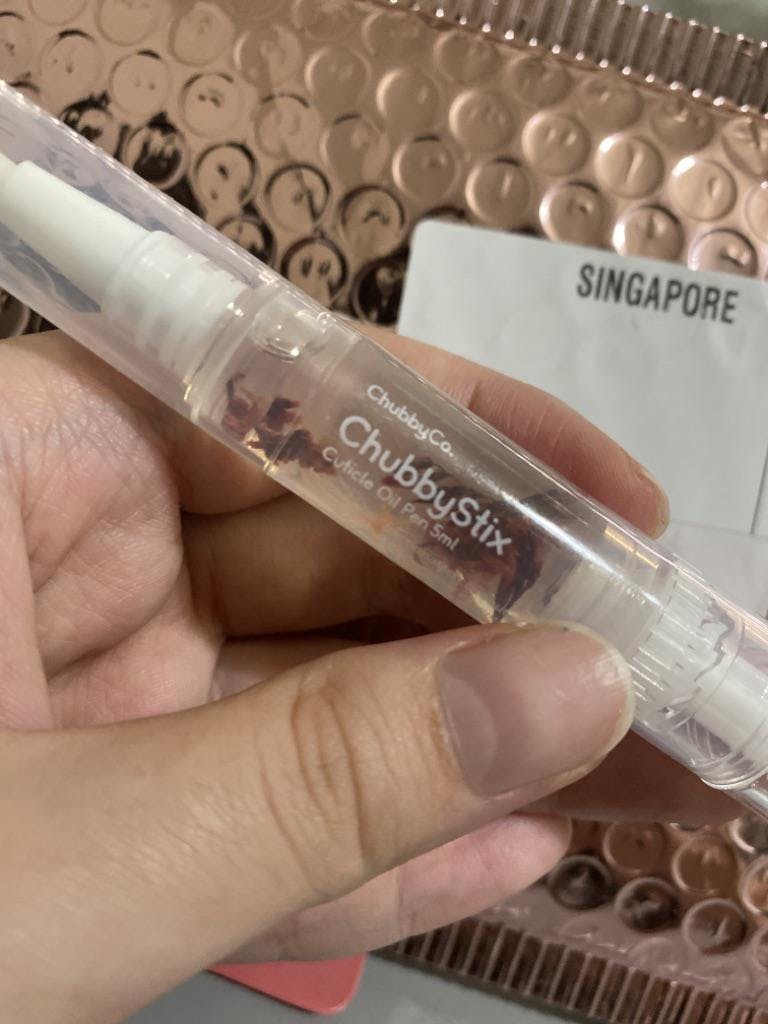 SINGAPORE
ChubbyCo.
ChubbyStix
Cuticle Oil Pen 5ml